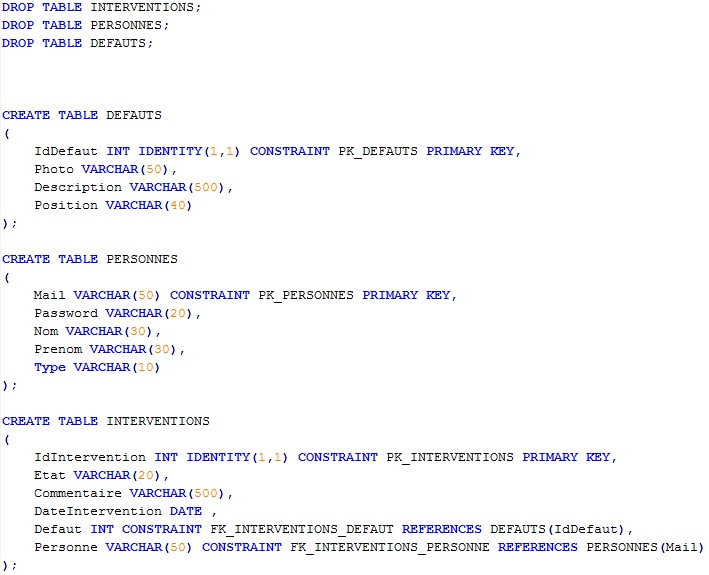 DROP TABLE INTERVENTIONS;
DROP TABLE PERSONNES;
DROP TABLE DEFAUTS;
CREATE TABLE DEFAUTS
(
IdDefaut INT IDENTITY(1,1) CONSTRAINT PK_DEFAUTS PRIMARY KEY,
Photo VARCHAR(50),
Description VARCHAR(500),
Position VARCHAR(40)
);
CREATE TABLE PERSONNES
(
Mail VARCHAR(50) CONSTRAINT PK_PERSONNES PRIMARY KEY,
Password VARCHAR(20),
Nom VARCHAR(30),
Prenom VARCHAR(30),
Type VARCHAR(10)
);
CREATE TABLE INTERVENTIONS
(
IdIntervention INT IDENTITY(1,1) CONSTRAINT PK_INTERVENTIONS PRIMARY KEY,
Etat VARCHAR(20),
Commentaire VARCHAR(500),
DateIntervention DATE ,
Defaut INT CONSTRAINT FK_INTERVENTIONS_DEFAUT REFERENCES DEFAUTS(IdDefaut),
Personne VARCHAR(50) CONSTRAINT FK_INTERVENTIONS_PERSONNE REFERENCES PERSONNES(Mail)
);